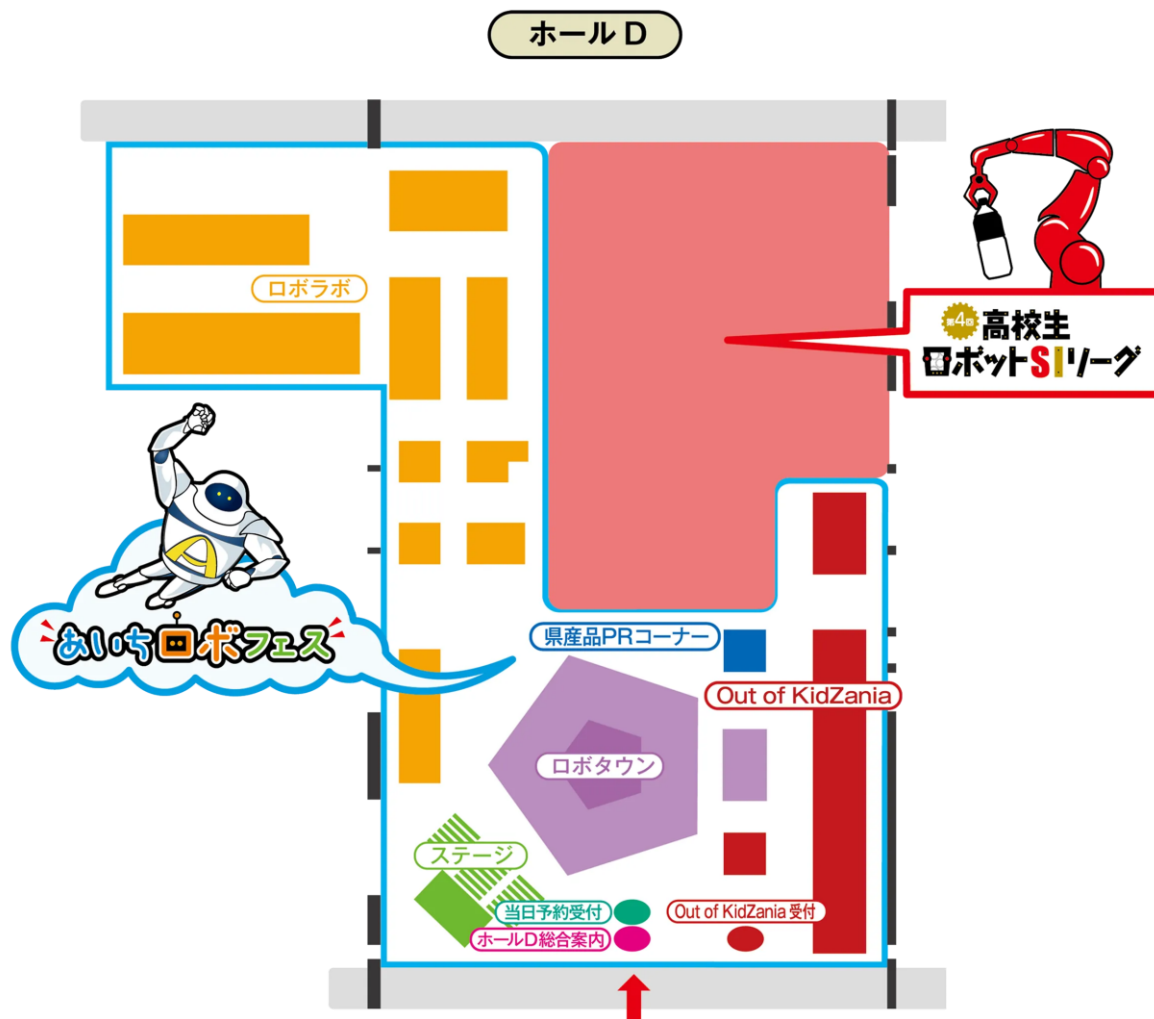 ホール D
ロボラボ
第4回 高校生
ロボットSIリーグ
あいちロボフェス
県産品PRコーナー
Out of KidZania
ロボタウン
ステージ
当日予約受付
Out of KidZania 受付
ホールD総合案内